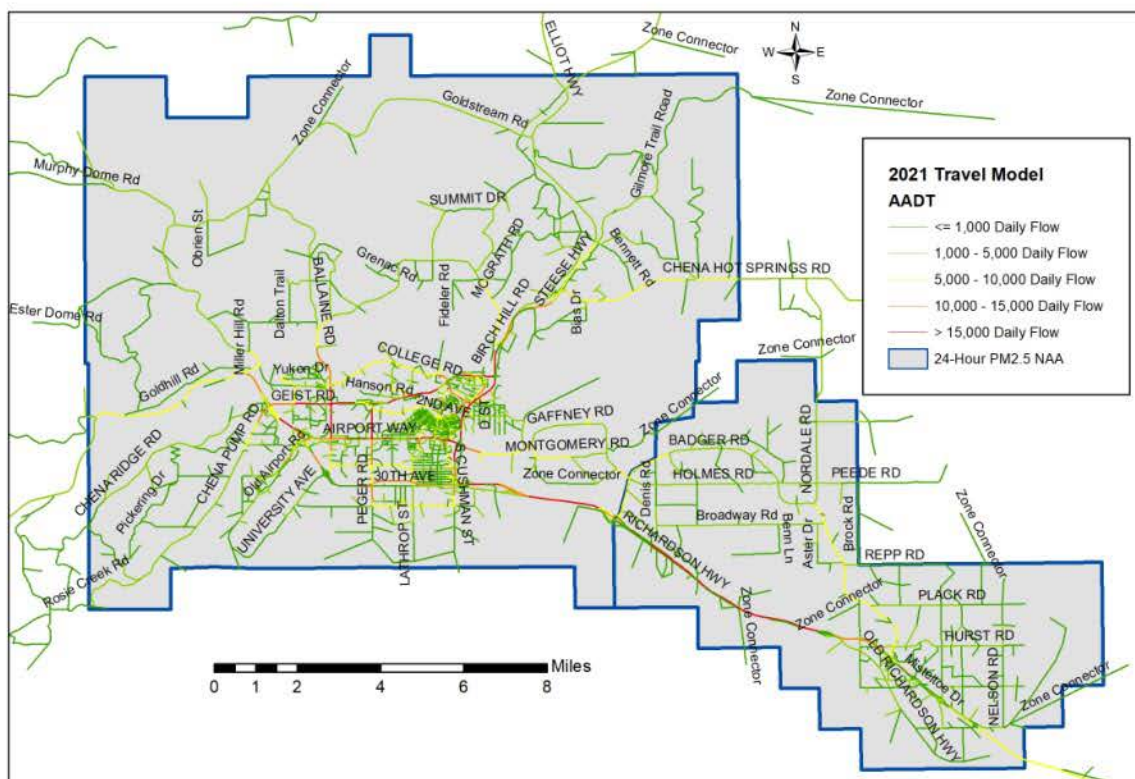 N
W E
S
ELLIOT HWY
Zone Connector
Zone Connector
Zone Connector
Goldstream Rd
Gilmore Trail Road
Murphy Dome Rd
Obrien St
SUMMIT DR
MCGRATH RD
STEESE HWY
Bennett Rd
CHENA HOT SPRINGS RD
Grenac Rd
Fideler Rd
BIRCH HILL RD
Bias Dr
BALLAINE RD
Dalton Trail
Ester Dome Rd
Miller Hill Rd
Goldhill Rd
Yukon Dr
COLLEGE RD
Hanson Rd
GEIST RD
2ND AVE
D ST
Zone Connector
Zone Connector
GAFFNEY RD
AIRPORT WAY
MONTGOMERY RD
BADGER RD
NORDALE RD
CHENA RIDGE RD
CHENA PUMP RD
Old Airport Rd
Pickering Dr
UNIVERSITY AVE
PEGER RD
30TH AVE
S CUSHMAN ST
LATHROP ST
Zone Connector
Denis Rd
HOLMES RD
PEEDE RD
Broadway Rd
Benn Ln
Aster Dr
Brock Rd
Zone Connector
REPP RD
RICHARDSON HWY
Rosie Creek Rd
Zone Connector
Zone Connector
PLACK RD
HURST RD
OLD RICHARDSON HWY
Mistletoe Dr
NELSON RD
Zone Connector
Miles
0 1 2 4 6 8
2021 Travel Model
AADT
<= 1,000 Daily Flow
1,000 - 5,000 Daily Flow
5,000 - 10,000 Daily Flow
10,000 - 15,000 Daily Flow
> 15,000 Daily Flow
24-Hour PM2.5 NAA